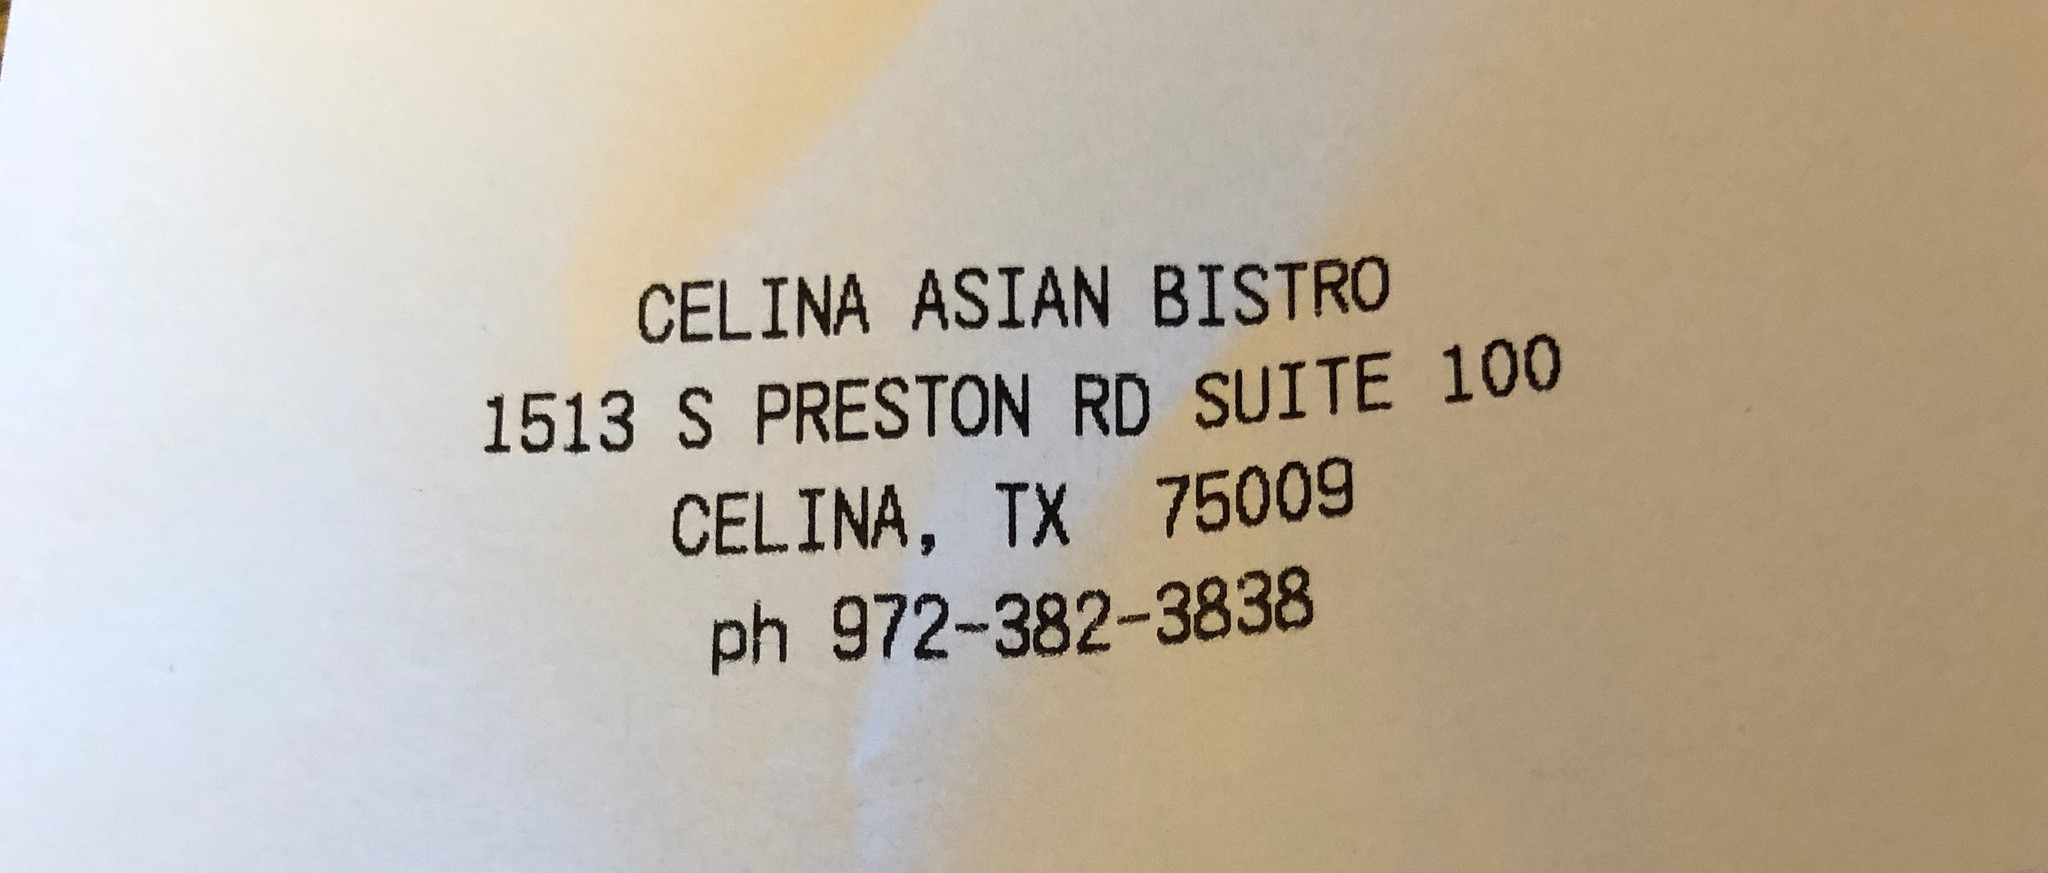 CELINA ASIAN BISTRO
1513 S PRESTON RD SUITE 100
CELINA, TX  75009
ph 972-382-3838